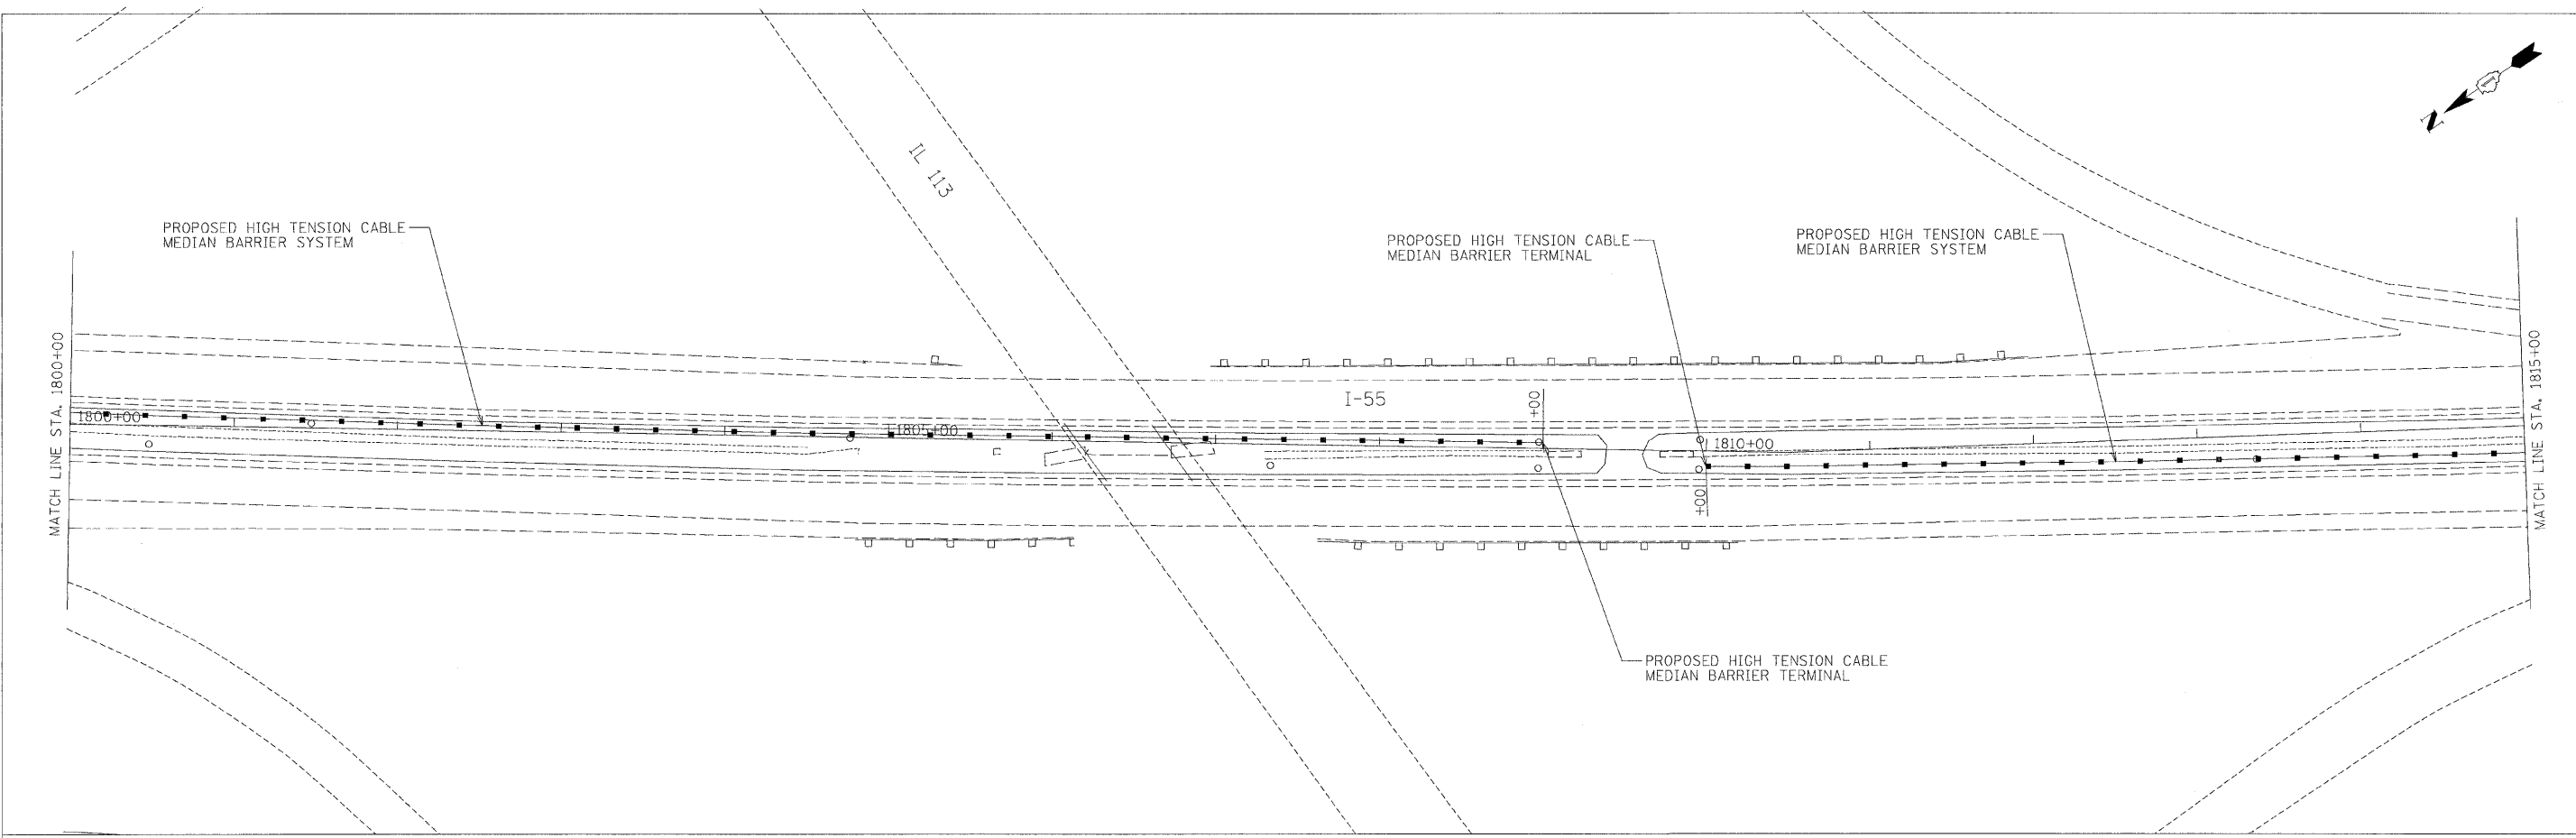 IL 113
PROPOSED HIGH TENSION CABLE
MEDIAN BARRIER SYSTEM
PROPOSED HIGH TENSION CABLE
MEDIAN BARRIER TERMINAL
PROPOSED HIGH TENSION CABLE
MEDIAN BARRIER SYSTEM
N
MATCH LINE STA. 1800+00
1800+00
1805+00
I-55
+00
1810+00
+00
MATCH LINE STA. 1815+00
PROPOSED HIGH TENSION CABLE
MEDIAN BARRIER TERMINAL